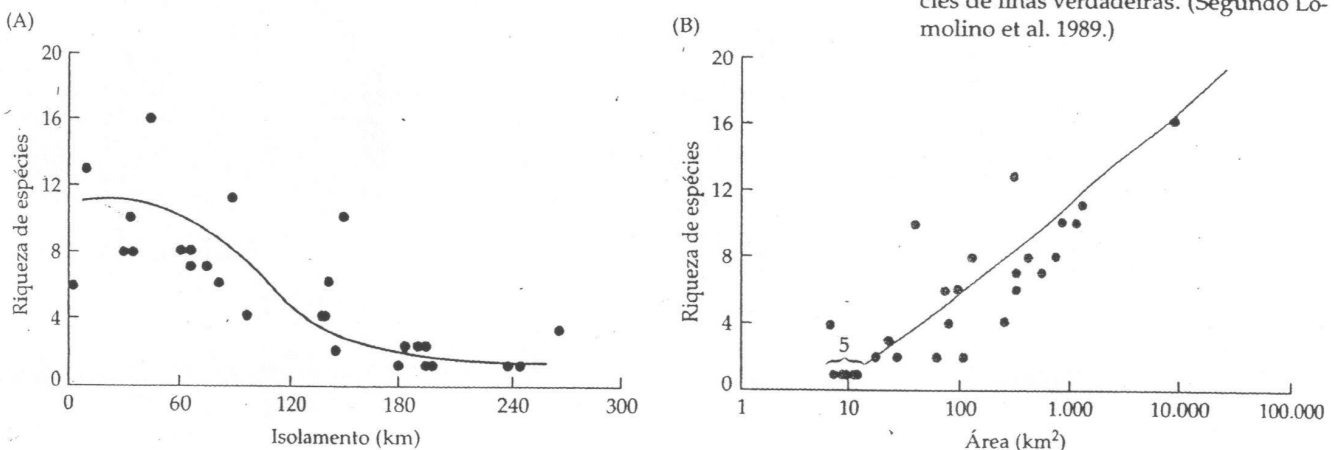 cies de ilhas verdadeiras. (Segundo Lo-
molino et al. 1989.)
(A)
20
16
12
8
4
0
Riqueza de espécies
0 60 120 180 240 300
Isolamento (km)
(B)
20
16
12
8
4
0
Riqueza de espécies
5
1 10 100 1.000 10.000 100.000
Área (km²)